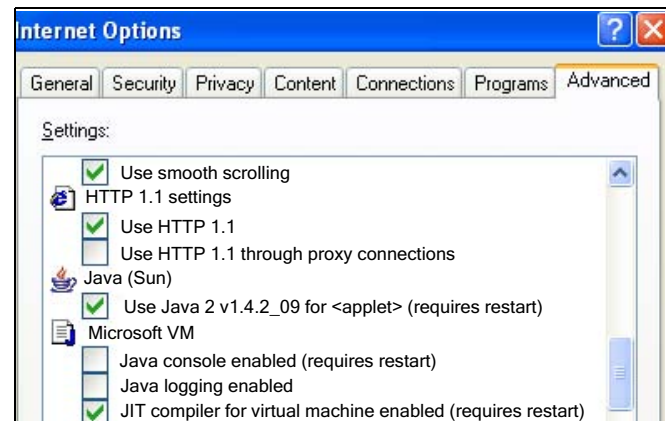 Internet Options
General Security Privacy Content Connections Programs Advanced
Settings:
Use smooth scrolling
HTTP 1.1 settings
Use HTTP 1.1
Use HTTP 1.1 through proxy connections
Java (Sun)
Use Java 2 v1.4.2_09 for <applet> (requires restart)
Microsoft VM
Java console enabled (requires restart)
Java logging enabled
JIT compiler for virtual machine enabled (requires restart)